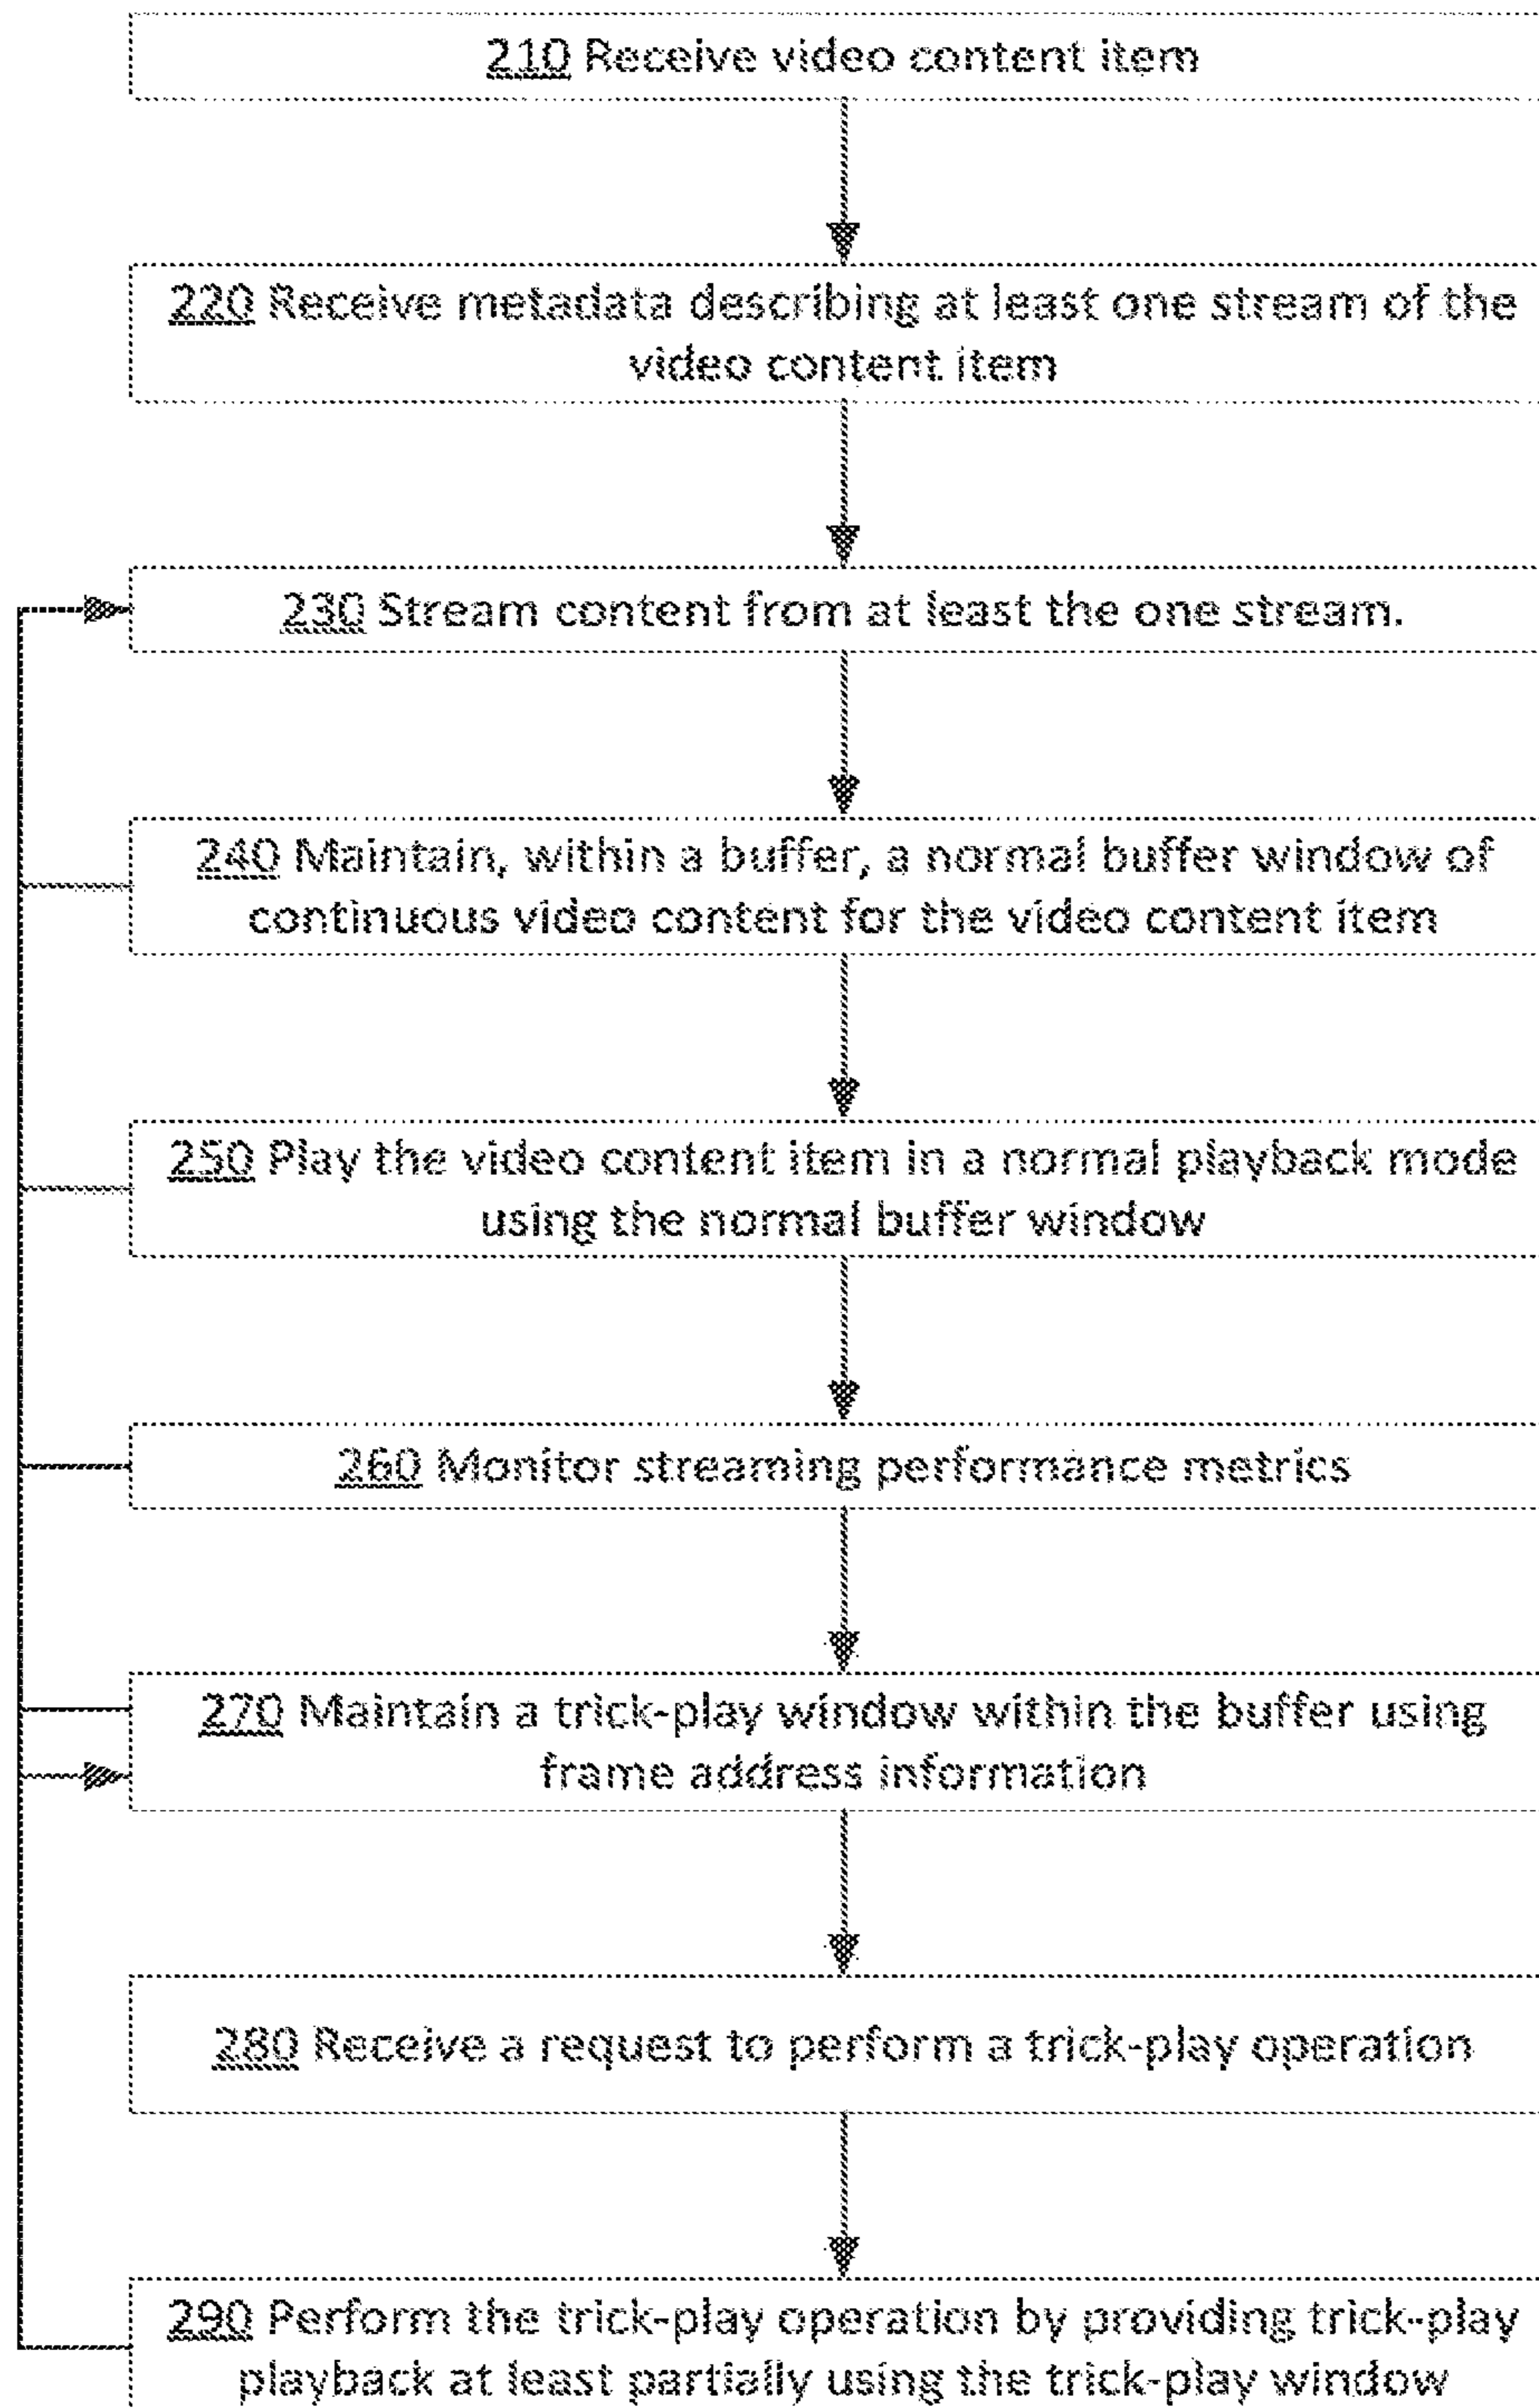 210 Receive video content item
220 Receive metadata describing at least one stream of the
video content item
230 Stream content from at least the one stream.
240 Maintain, within a buffer, a normal buffer window of
continuous video content for the video content item
250 Play the video content item in a normal playback mode
using the normal buffer window
260 Monitor streaming performance metrics
270 Maintain a trick-play window within the buffer using
frame address information
280 Receive a request to perform a trick-play operation
290 Perform the trick-play operation by providing trick-play
playback at least partially using the trick-play window